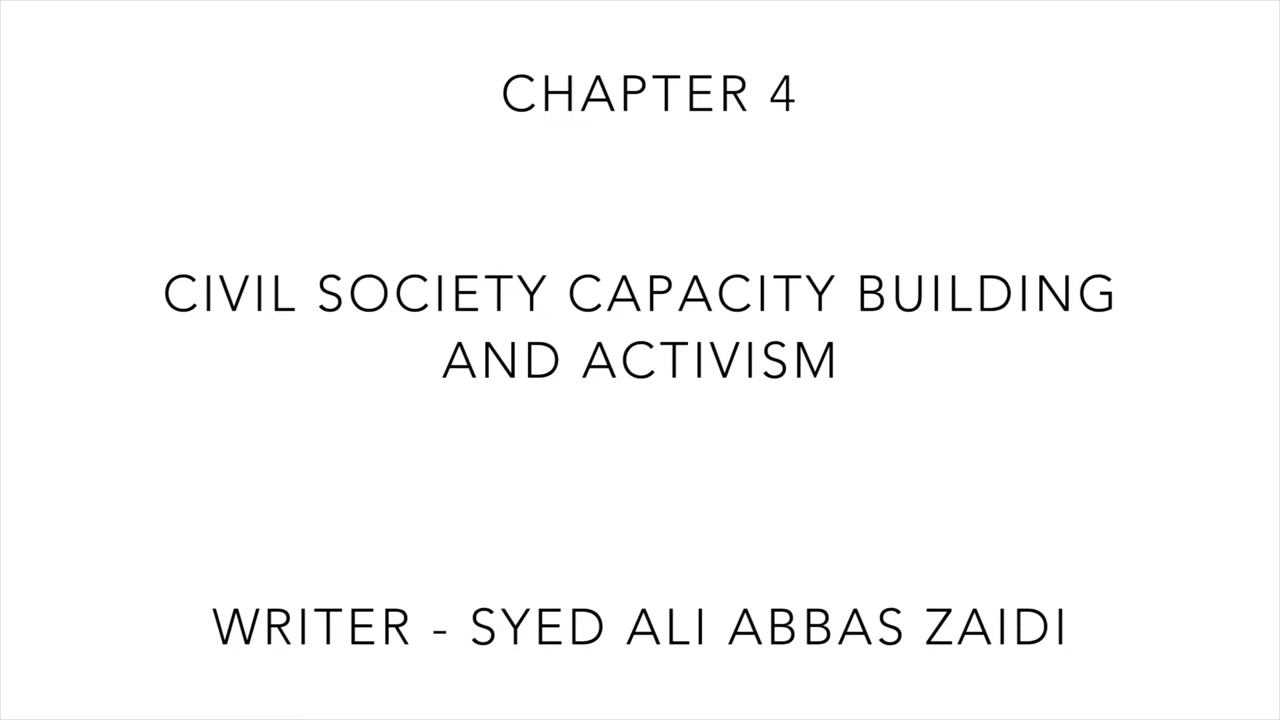 CHAPTER 4
CIVIL SOCIETY CAPACITY BUILDING
AND ACTIVISM
WRITER - SYED ALI ABBAS ZAIDI